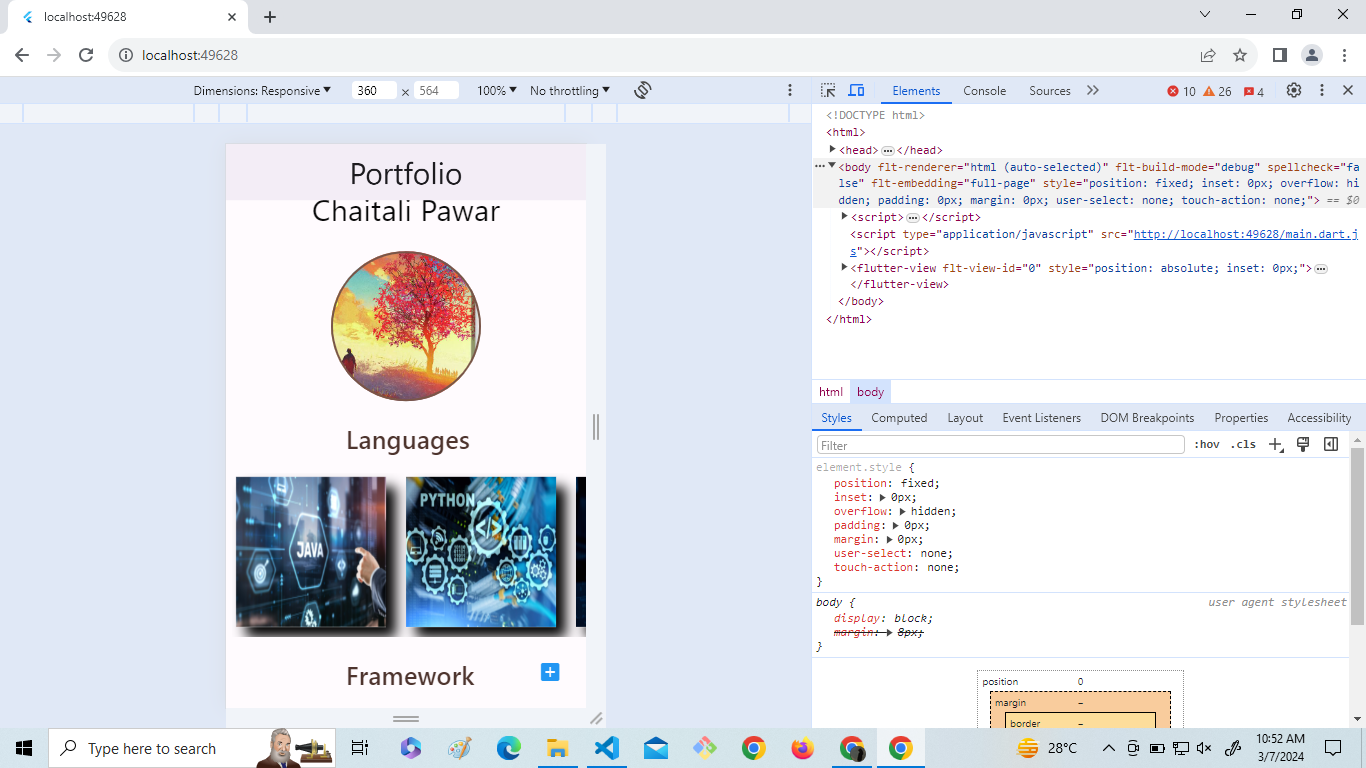 localhost:49628
localhost:49628
Dimensions: Responsive 360 × 564 100% No throttling
Elements Console Sources 10 26 4
Portfolio
Chaitali Pawar
Languages
JAVA
PYTHON
</>
Framework
<!DOCTYPE html>
<html>
<head> … </head>
<body flt-renderer="html (auto-selected)" flt-build-mode="debug" spellcheck="fa
lse" flt-embedding="full-page" style="position: fixed; inset: 0px; overflow: hi
dden; padding: 0px; margin: 0px; user-select: none; touch-action: none;"> == $0
<script> … </script>
<script type="application/javascript" src="http://localhost:49628/main.dart.j
s"></script>
<flutter-view flt-view-id="0" style="position: absolute; inset: 0px;"> …
</flutter-view>
</body>
</html>
html body
Styles Computed Layout Event Listeners DOM Breakpoints Properties Accessibility
Filter :hov .cls
element.style {
position: fixed;
inset: 0px;
overflow: hidden;
padding: 0px;
margin: 0px;
user-select: none;
touch-action: none;
}
body { user agent stylesheet
display: block;
margin: 8px;
}
position 0
margin –
border –
Type here to search
28°C
10:52 AM
3/7/2024